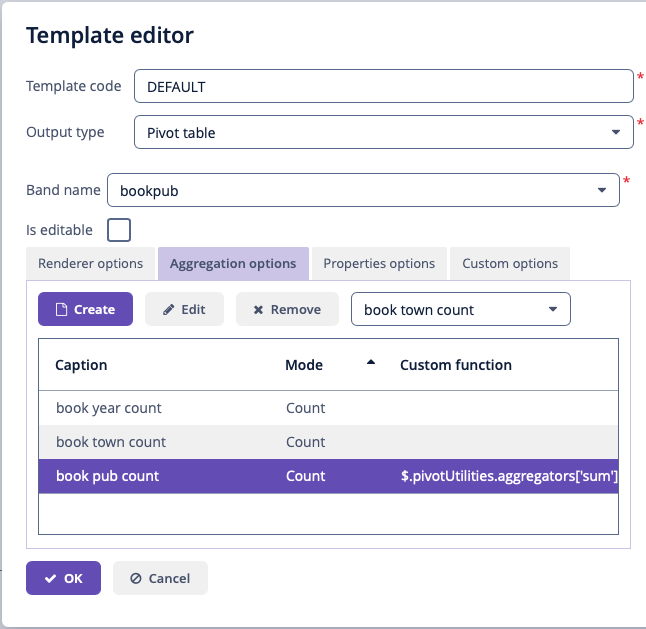 Template editor
Template code DEFAULT *
Output type Pivot table *
Band name bookpub *
Is editable
Renderer options Aggregation options Properties options Custom options
Create Edit Remove book town count
Caption Mode Custom function
book year count Count
book town count Count
book pub count Count $.pivotUtilities.aggregators['sum']
OK Cancel